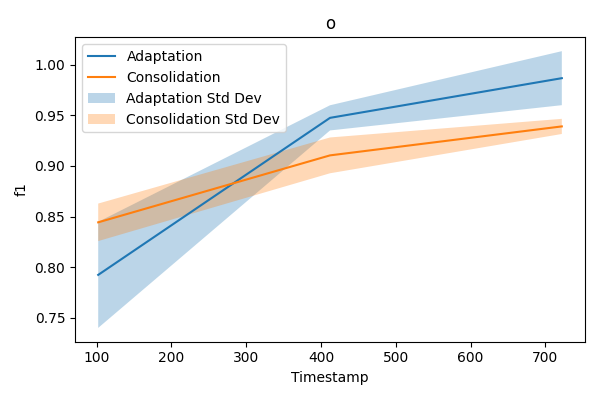 o
Adaptation
Consolidation
Adaptation Std Dev
Consolidation Std Dev
1.00
0.95
0.90
0.85
0.80
0.75
f1
100 200 300 400 500 600 700
Timestamp